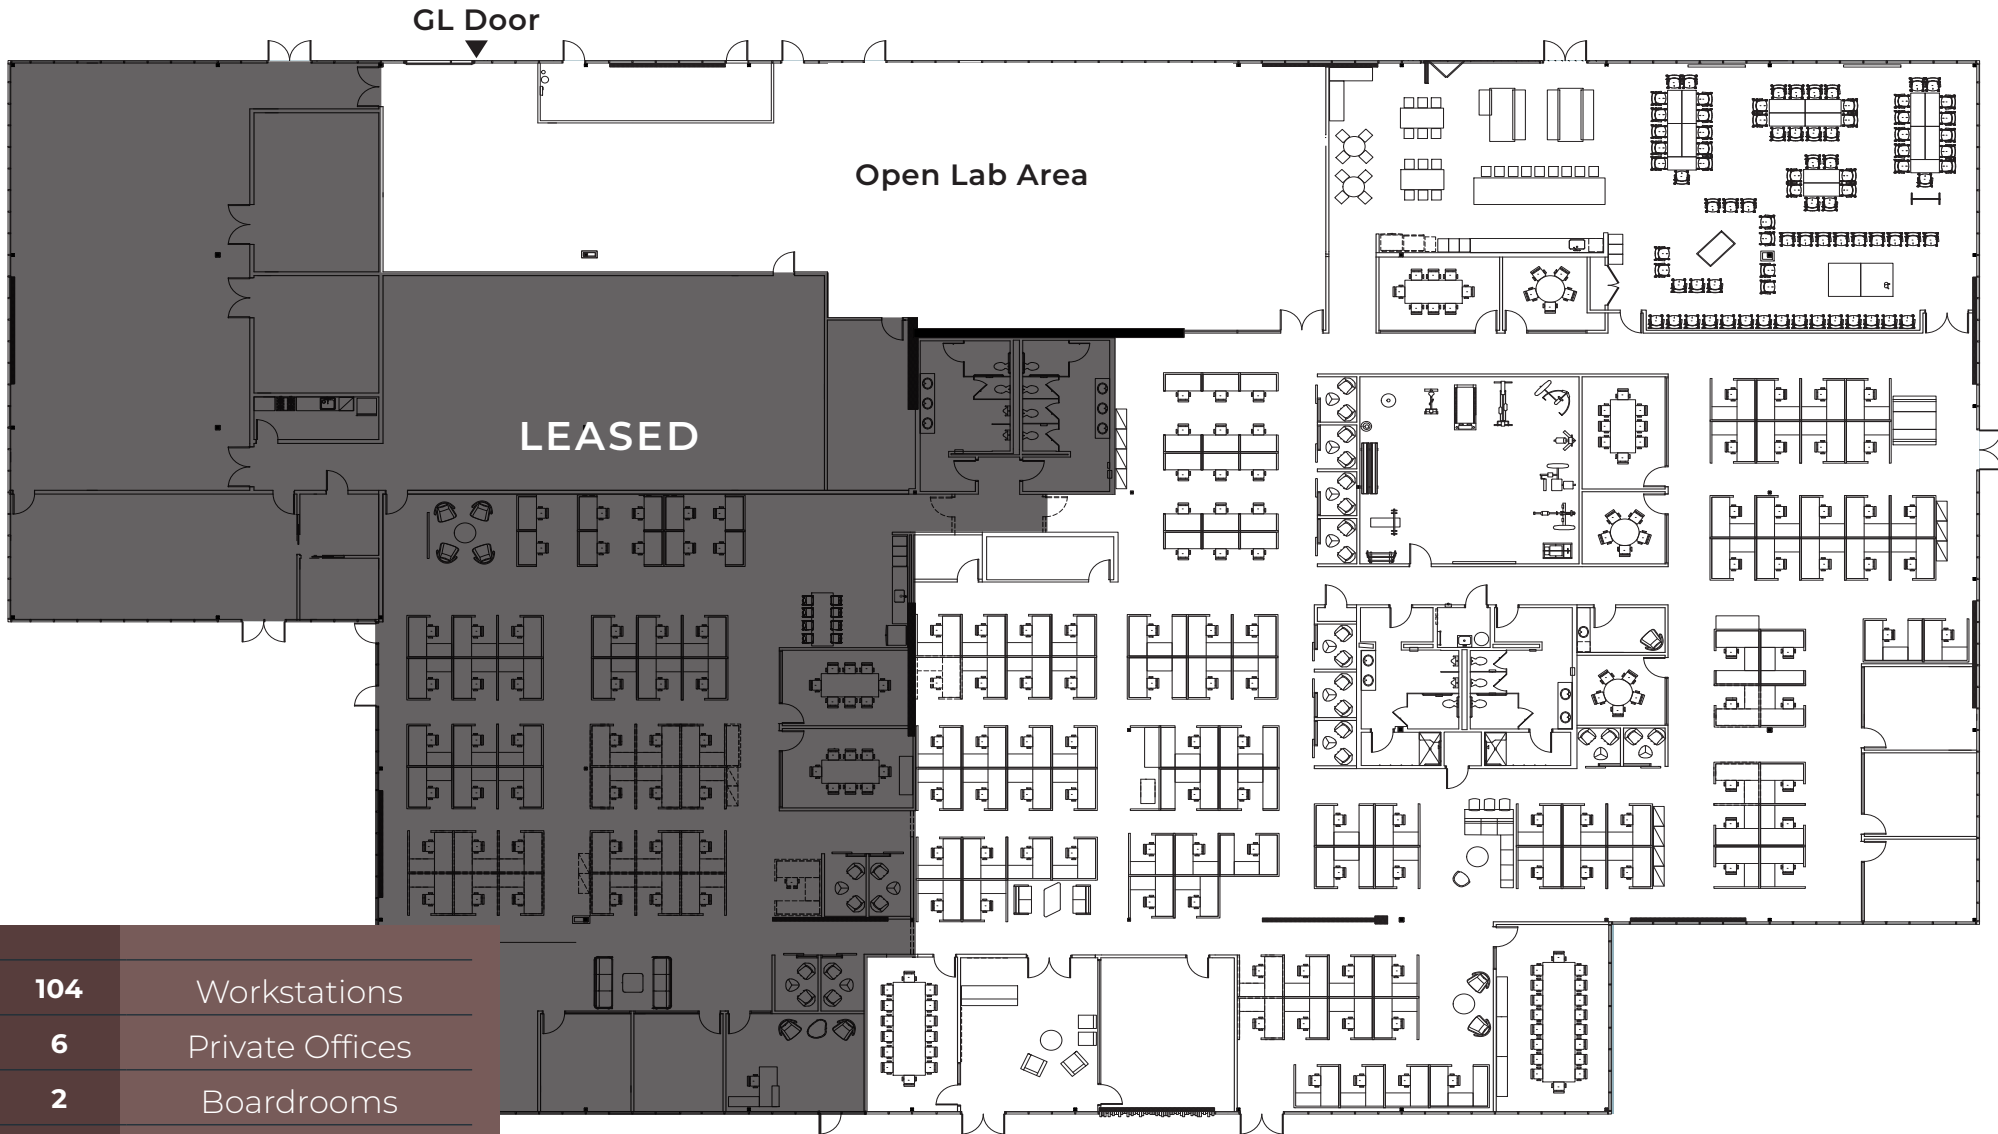 GL Door
Open Lab Area
LEASED
104 Workstations
6 Private Offices
2 Boardrooms